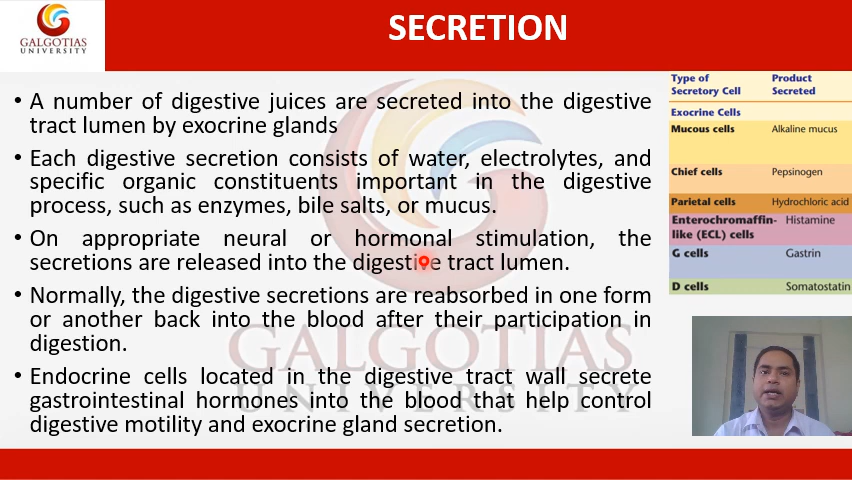 GALGOTIAS
UNIVERSITY
SECRETION
• A number of digestive juices are secreted into the digestive
tract lumen by exocrine glands
• Each digestive secretion consists of water, electrolytes, and
specific organic constituents important in the digestive
process, such as enzymes, bile salts, or mucus.
• On appropriate neural or hormonal stimulation, the
secretions are released into the digestive tract lumen.
• Normally, the digestive secretions are reabsorbed in one form
or another back into the blood after their participation in
digestion.
• Endocrine cells located in the digestive tract wall secrete
gastrointestinal hormones into the blood that help control
digestive motility and exocrine gland secretion.
GALGOTIAS
UNIVERSITY
Type of Product
Secretory Cell Secreted
Exocrine Cells
Mucous cells Alkaline mucus
Chief cells Pepsinogen
Parietal cells Hydrochloric acid
Enterochromaffin- Histamine
like (ECL) cells
G cells Gastrin
D cells Somatostatin